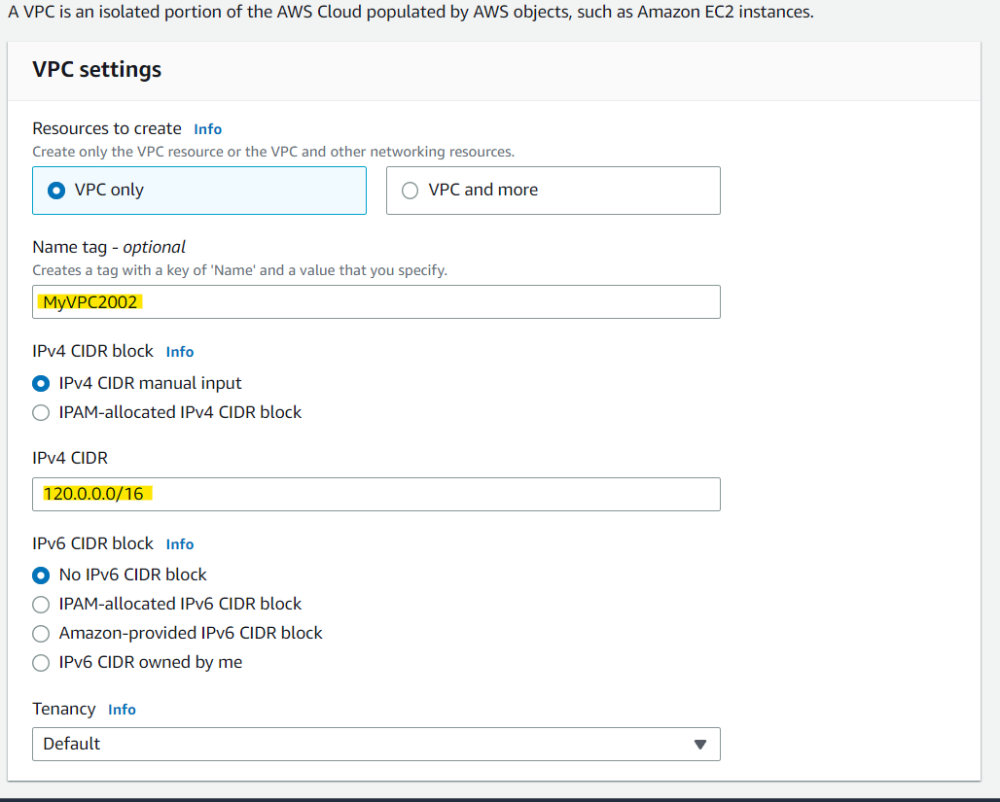 A VPC is an isolated portion of the AWS Cloud populated by AWS objects, such as Amazon EC2 instances.
VPC settings
Resources to create Info
Create only the VPC resource or the VPC and other networking resources.
VPC only VPC and more
Name tag - optional
Creates a tag with a key of 'Name' and a value that you specify.
MyVPC2002
IPv4 CIDR block Info
IPv4 CIDR manual input
IPAM-allocated IPv4 CIDR block
IPv4 CIDR
120.0.0.0/16
IPv6 CIDR block Info
No IPv6 CIDR block
IPAM-allocated IPv6 CIDR block
Amazon-provided IPv6 CIDR block
IPv6 CIDR owned by me
Tenancy Info
Default